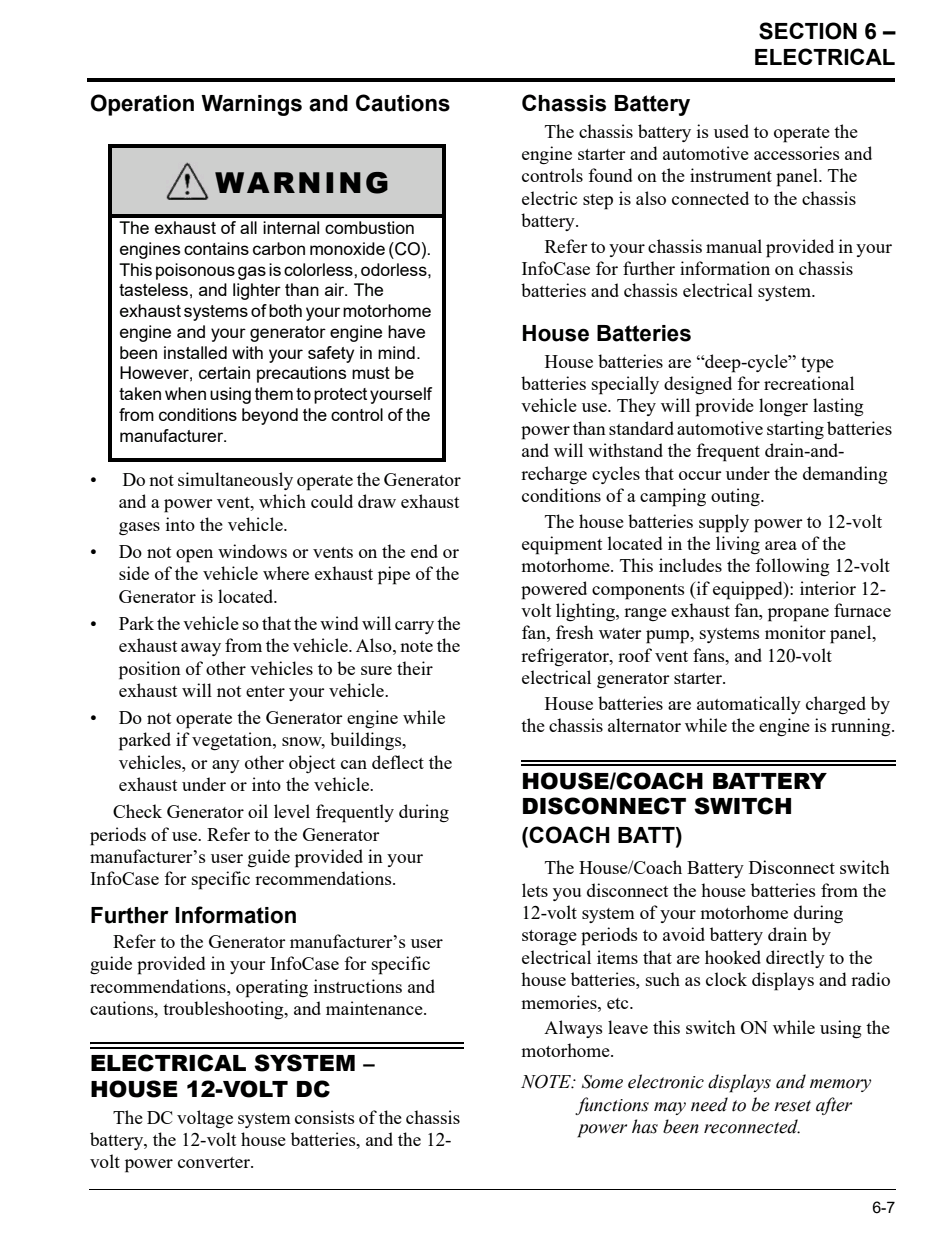 SECTION 6 –
ELECTRICAL
Operation Warnings and Cautions
WARNING
The exhaust of all internal combustion
engines contains carbon monoxide (CO).
This poisonous gas is colorless, odorless,
tasteless, and lighter than air. The
exhaust systems of both your motorhome
engine and your generator engine have
been installed with your safety in mind.
However, certain precautions must be
taken when using them to protect yourself
from conditions beyond the control of the
manufacturer.
• Do not simultaneously operate the Generator
and a power vent, which could draw exhaust
gases into the vehicle.
• Do not open windows or vents on the end or
side of the vehicle where exhaust pipe of the
Generator is located.
• Park the vehicle so that the wind will carry the
exhaust away from the vehicle. Also, note the
position of other vehicles to be sure their
exhaust will not enter your vehicle.
• Do not operate the Generator engine while
parked if vegetation, snow, buildings,
vehicles, or any other object can deflect the
exhaust under or into the vehicle.
Check Generator oil level frequently during
periods of use. Refer to the Generator
manufacturer’s user guide provided in your
InfoCase for specific recommendations.
Further Information
Refer to the Generator manufacturer’s user
guide provided in your InfoCase for specific
recommendations, operating instructions and
cautions, troubleshooting, and maintenance.
ELECTRICAL SYSTEM –
HOUSE 12-VOLT DC
The DC voltage system consists of the chassis
battery, the 12-volt house batteries, and the 12-
volt power converter.
Chassis Battery
The chassis battery is used to operate the
engine starter and automotive accessories and
controls found on the instrument panel. The
electric step is also connected to the chassis
battery.
Refer to your chassis manual provided in your
InfoCase for further information on chassis
batteries and chassis electrical system.
House Batteries
House batteries are “deep-cycle” type
batteries specially designed for recreational
vehicle use. They will provide longer lasting
power than standard automotive starting batteries
and will withstand the frequent drain-and-
recharge cycles that occur under the demanding
conditions of a camping outing.
The house batteries supply power to 12-volt
equipment located in the living area of the
motorhome. This includes the following 12-volt
powered components (if equipped): interior 12-
volt lighting, range exhaust fan, propane furnace
fan, fresh water pump, systems monitor panel,
refrigerator, roof vent fans, and 120-volt
electrical generator starter.
House batteries are automatically charged by
the chassis alternator while the engine is running.
HOUSE/COACH BATTERY
DISCONNECT SWITCH
(COACH BATT)
The House/Coach Battery Disconnect switch
lets you disconnect the house batteries from the
12-volt system of your motorhome during
storage periods to avoid battery drain by
electrical items that are hooked directly to the
house batteries, such as clock displays and radio
memories, etc.
Always leave this switch ON while using the
motorhome.
NOTE: Some electronic displays and memory
functions may need to be reset after
power has been reconnected.
6-7